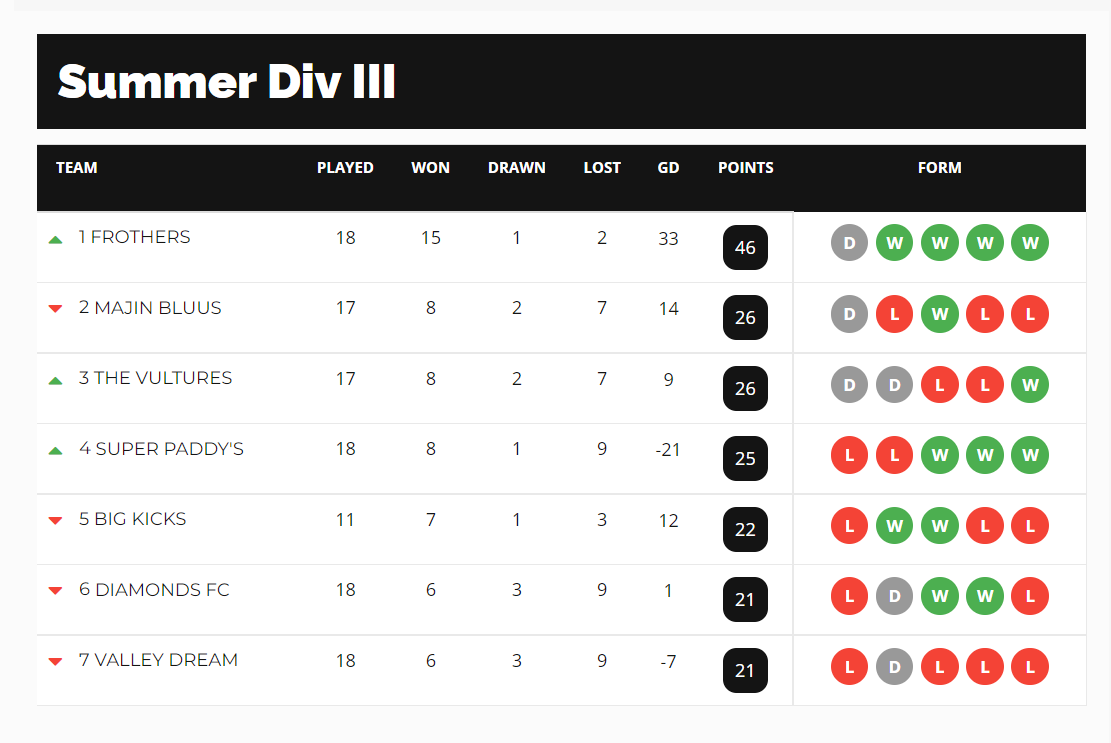 Summer Div III
TEAM PLAYED WON DRAWN LOST GD POINTS FORM
1 FROTHERS 18 15 1 2 33 46 D W W W W
2 MAJIN BLUUS 17 8 2 7 14 26 D L W L L
3 THE VULTURES 17 8 2 7 9 26 D D L L W
4 SUPER PADDY'S 18 8 1 9 -21 25 L L W W W
5 BIG KICKS 11 7 1 3 12 22 L W W L L
6 DIAMONDS FC 18 6 3 9 1 21 L D W W L
7 VALLEY DREAM 18 6 3 9 -7 21 L D L L L